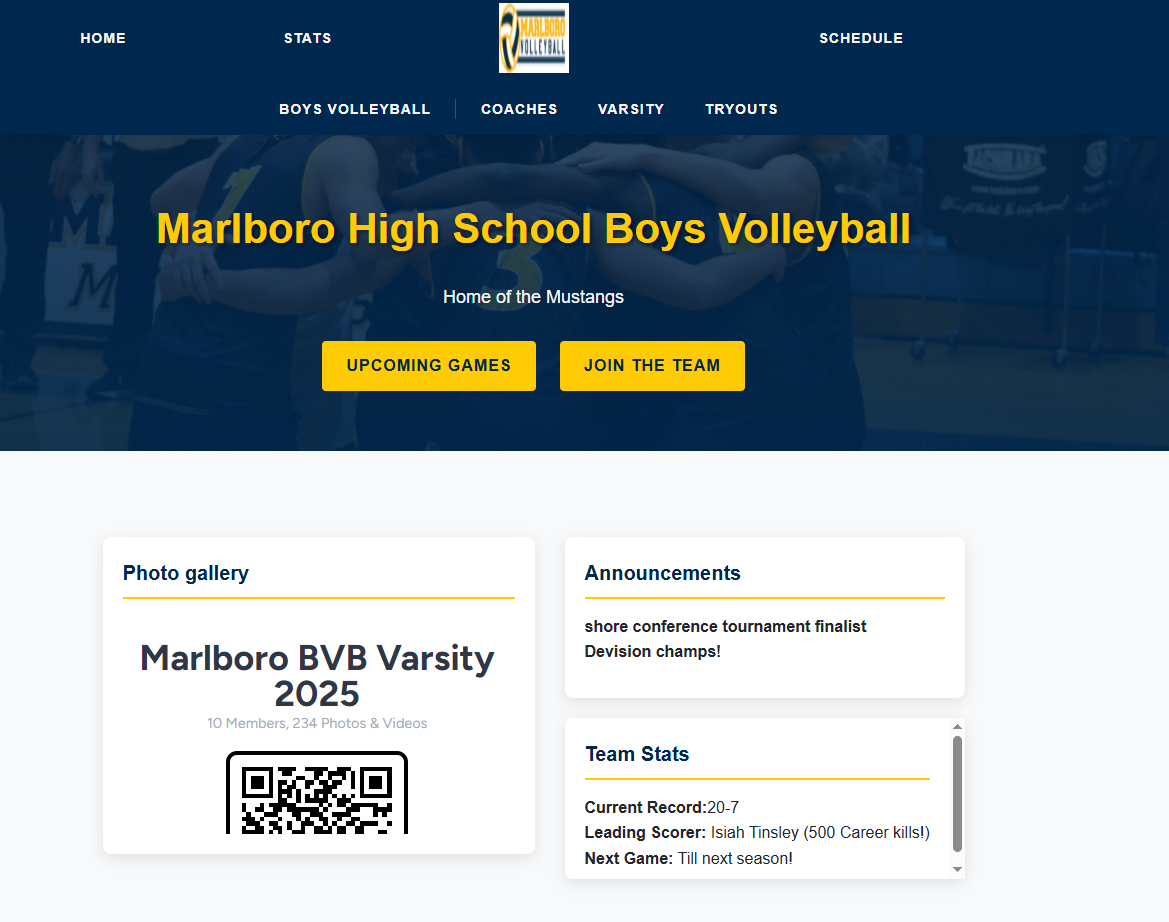 HOME
STATS
MARLBORO
VOLLEYBALL
SCHEDULE
BOYS VOLLEYBALL
COACHES
VARSITY
TRYOUTS
Marlboro High School Boys Volleyball
Home of the Mustangs
UPCOMING GAMES
JOIN THE TEAM
1
3
M
M
TACHIKARA
Photo gallery
Marlboro BVB Varsity
2025
10 Members, 234 Photos & Videos
Announcements
shore conference tournament finalist
Devision champs!
Team Stats
Current Record:20-7
Leading Scorer: Isiah Tinsley (500 Career kills!)
Next Game: Till next season!